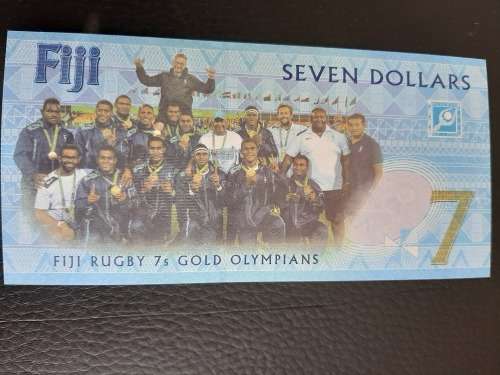 Fiji
SEVEN DOLLARS
FIJI RUGBY 7s GOLD OLYMPIANS
7